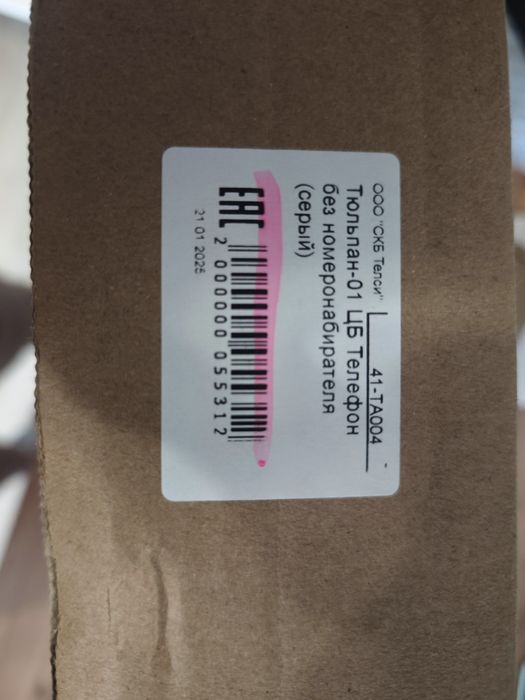 ООО "СКБ Телси"
41-ТА004
Тюльпан-01 ЦБ Телефон
без номеронабирателя
(серый)
EAC
2 000000 055312
21 01 2025